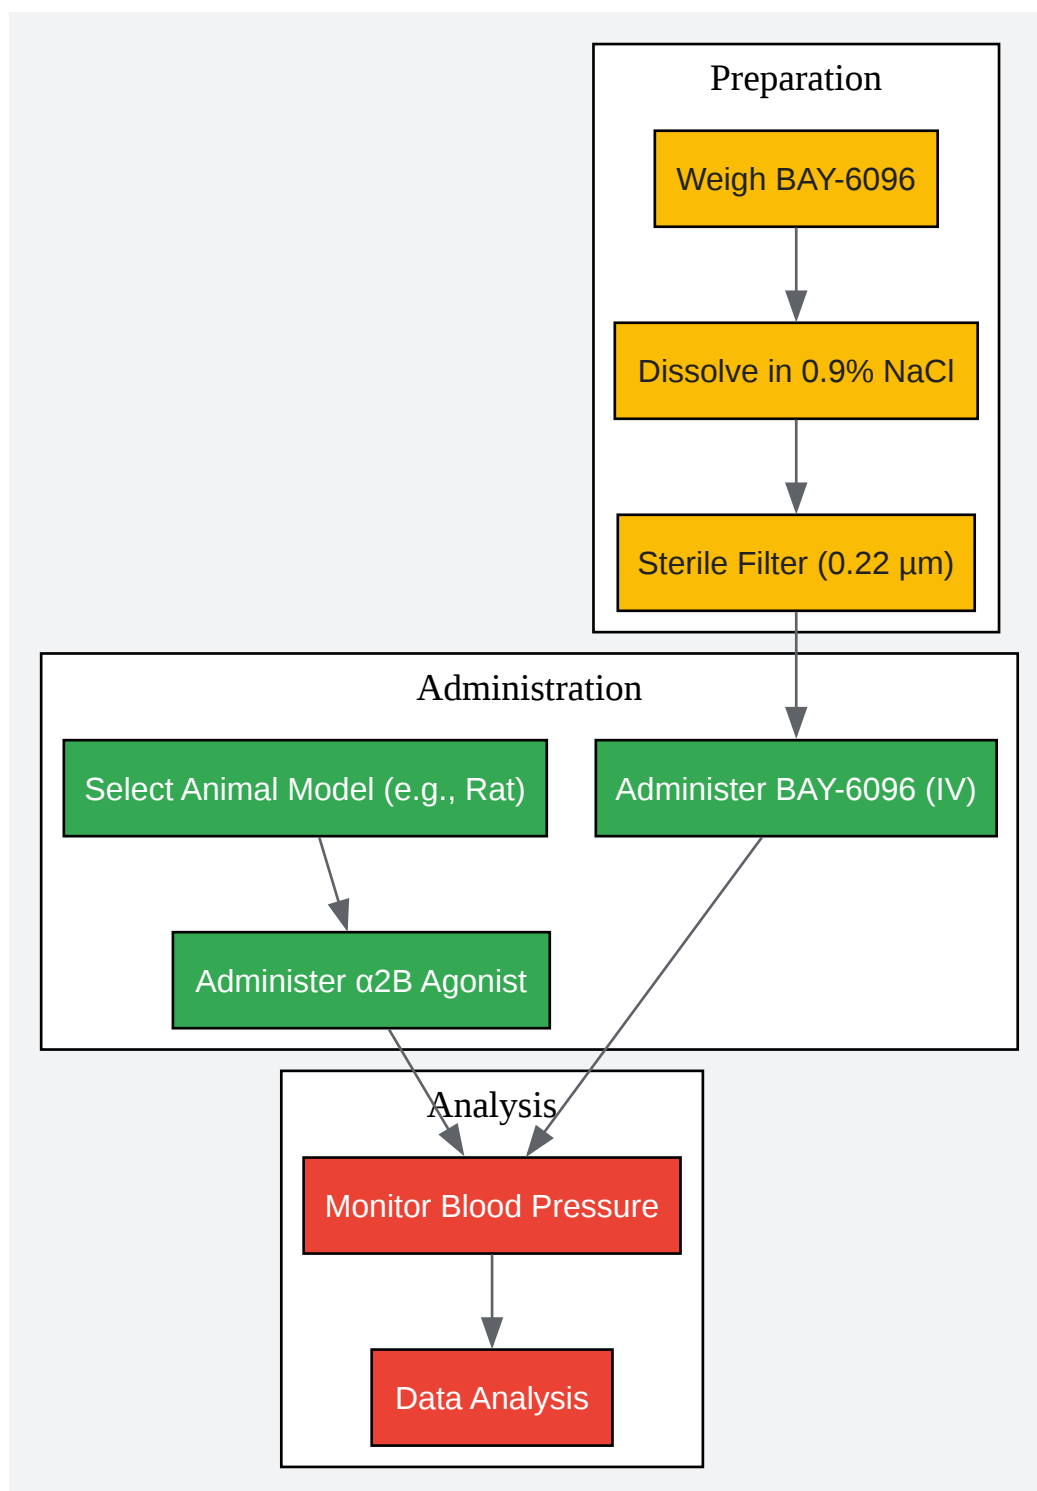 Preparation
Weigh BAY-6096
Dissolve in 0.9% NaCl
Sterile Filter (0.22 µm)
Administration
Select Animal Model (e.g., Rat)
Administer BAY-6096 (IV)
Administer α2B Agonist
Analysis
Monitor Blood Pressure
Data Analysis